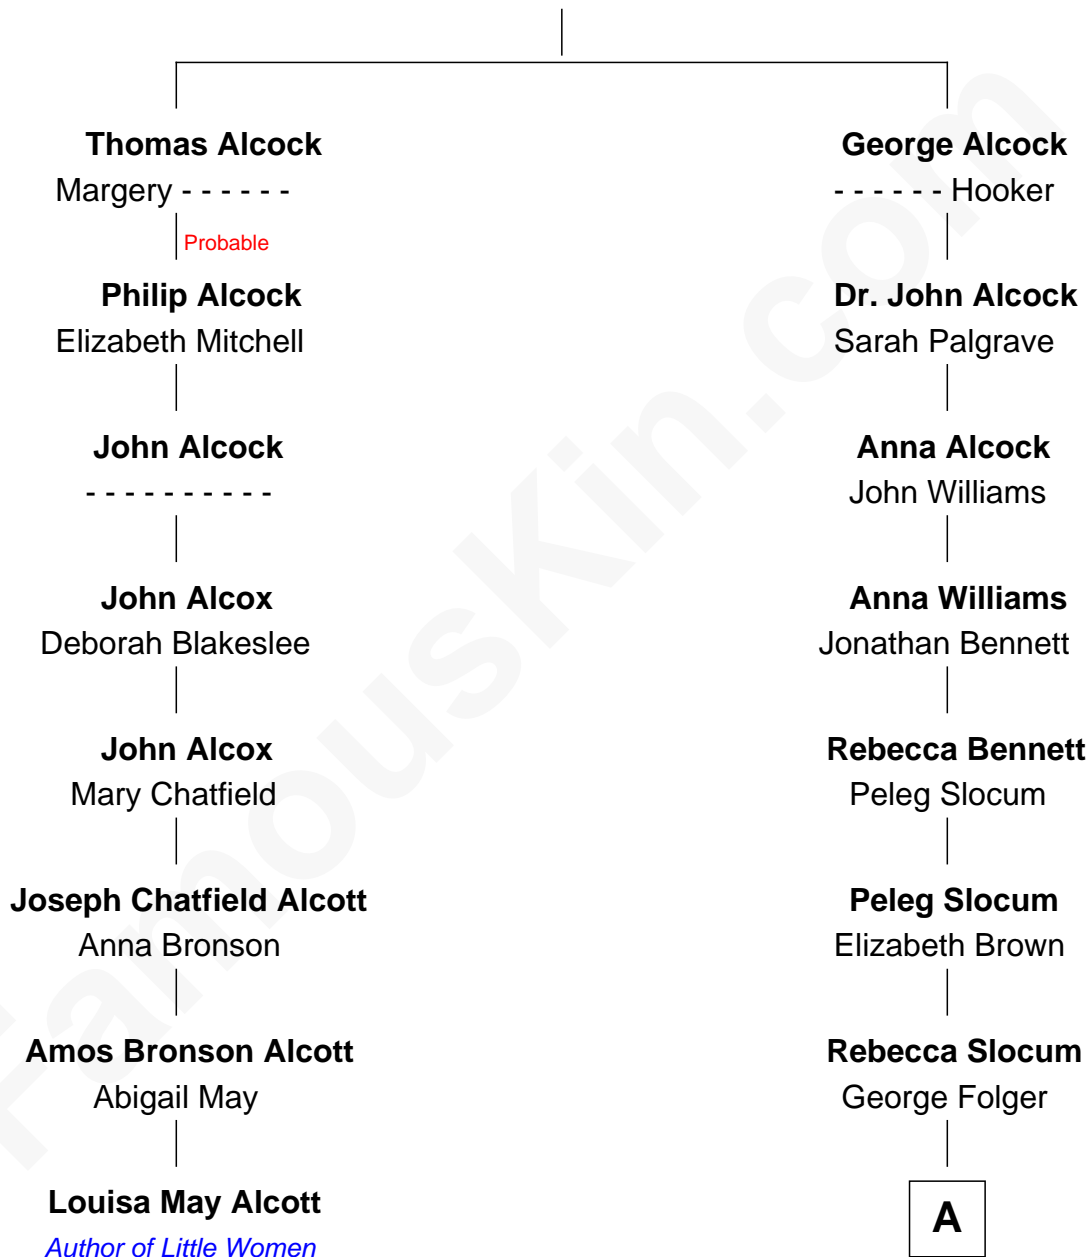 Thomas Alcock
Margery - - - - - -
Probable
Philip Alcock
Elizabeth Mitchell
John Alcock
- - - - - - - - - -
John Alcox
Deborah Blakeslee
John Alcox
Mary Chatfield
Joseph Chatfield Alcott
Anna Bronson
Amos Bronson Alcott
Abigail May
Louisa May Alcott
Author of Little Women
George Alcock
- - - - - - Hooker
Dr. John Alcock
Sarah Palgrave
Anna Alcock
John Williams
Anna Williams
Jonathan Bennett
Rebecca Bennett
Peleg Slocum
Peleg Slocum
Elizabeth Brown
Rebecca Slocum
George Folger
A
FamousKin.com